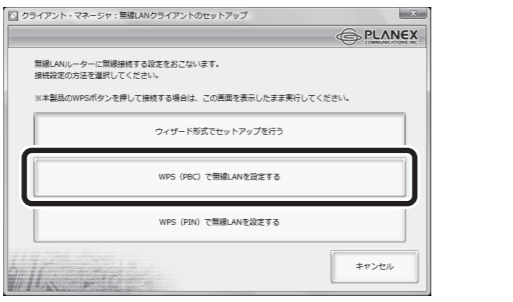 クライアント・マネージャ：無線LANクライアントのセットアップ
PLANEX
COMMUNICATIONS INC
無線LANルーターに無線接続する設定をおこないます。
接続設定の方法を選択してください。
※本製品のWPSボタンを押して接続する場合は、この画面を表示したまま実行してください。
ウィザード形式でセットアップを行う
WPS（PBC）で無線LANを設定する
WPS（PIN）で無線LANを設定する
キャンセル